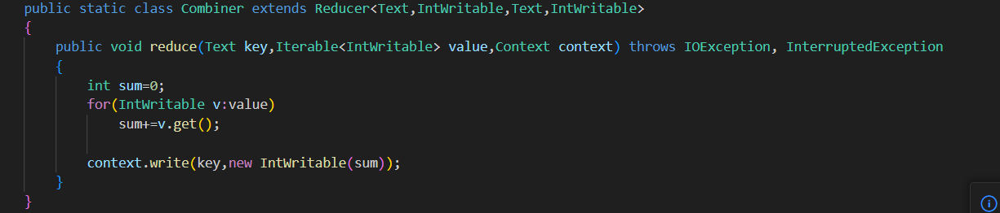 public static class Combiner extends Reducer<Text,IntWritable,Text,IntWritable>
{
    public void reduce(Text key,Iterable<IntWritable> value,Context context) throws IOException, InterruptedException
    {
        int sum=0;
        for(IntWritable v:value)
            sum+=v.get();

        context.write(key,new IntWritable(sum));
    }
}